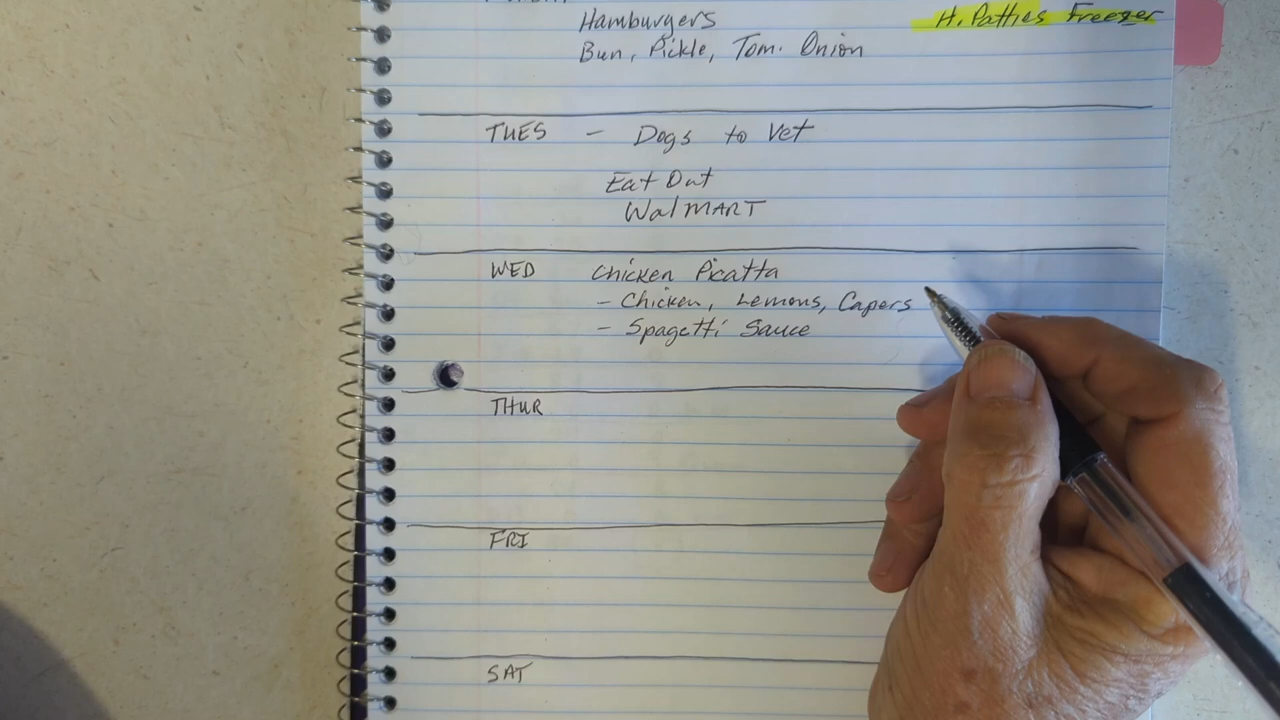 Hamburgers
H. Patties Freezer
Bun, Pickle, Tom. Onion
TUES - Dogs to Vet
Eat Out
WalMART
WED Chicken Picatta
- Chicken, Lemons, Capers
- Spagetti Sauce
THUR
FRI
SAT